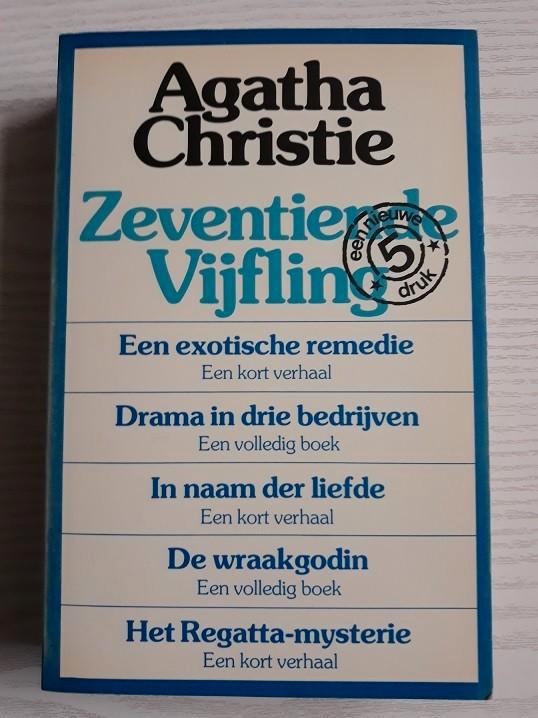 Agatha
Christie
Zeventiende
Vijfling
een nieuwe
5
druk
Een exotische remedie
Een kort verhaal
Drama in drie bedrijven
Een volledig boek
In naam der liefde
Een kort verhaal
De wraakgodin
Een volledig boek
Het Regatta-mysterie
Een kort verhaal